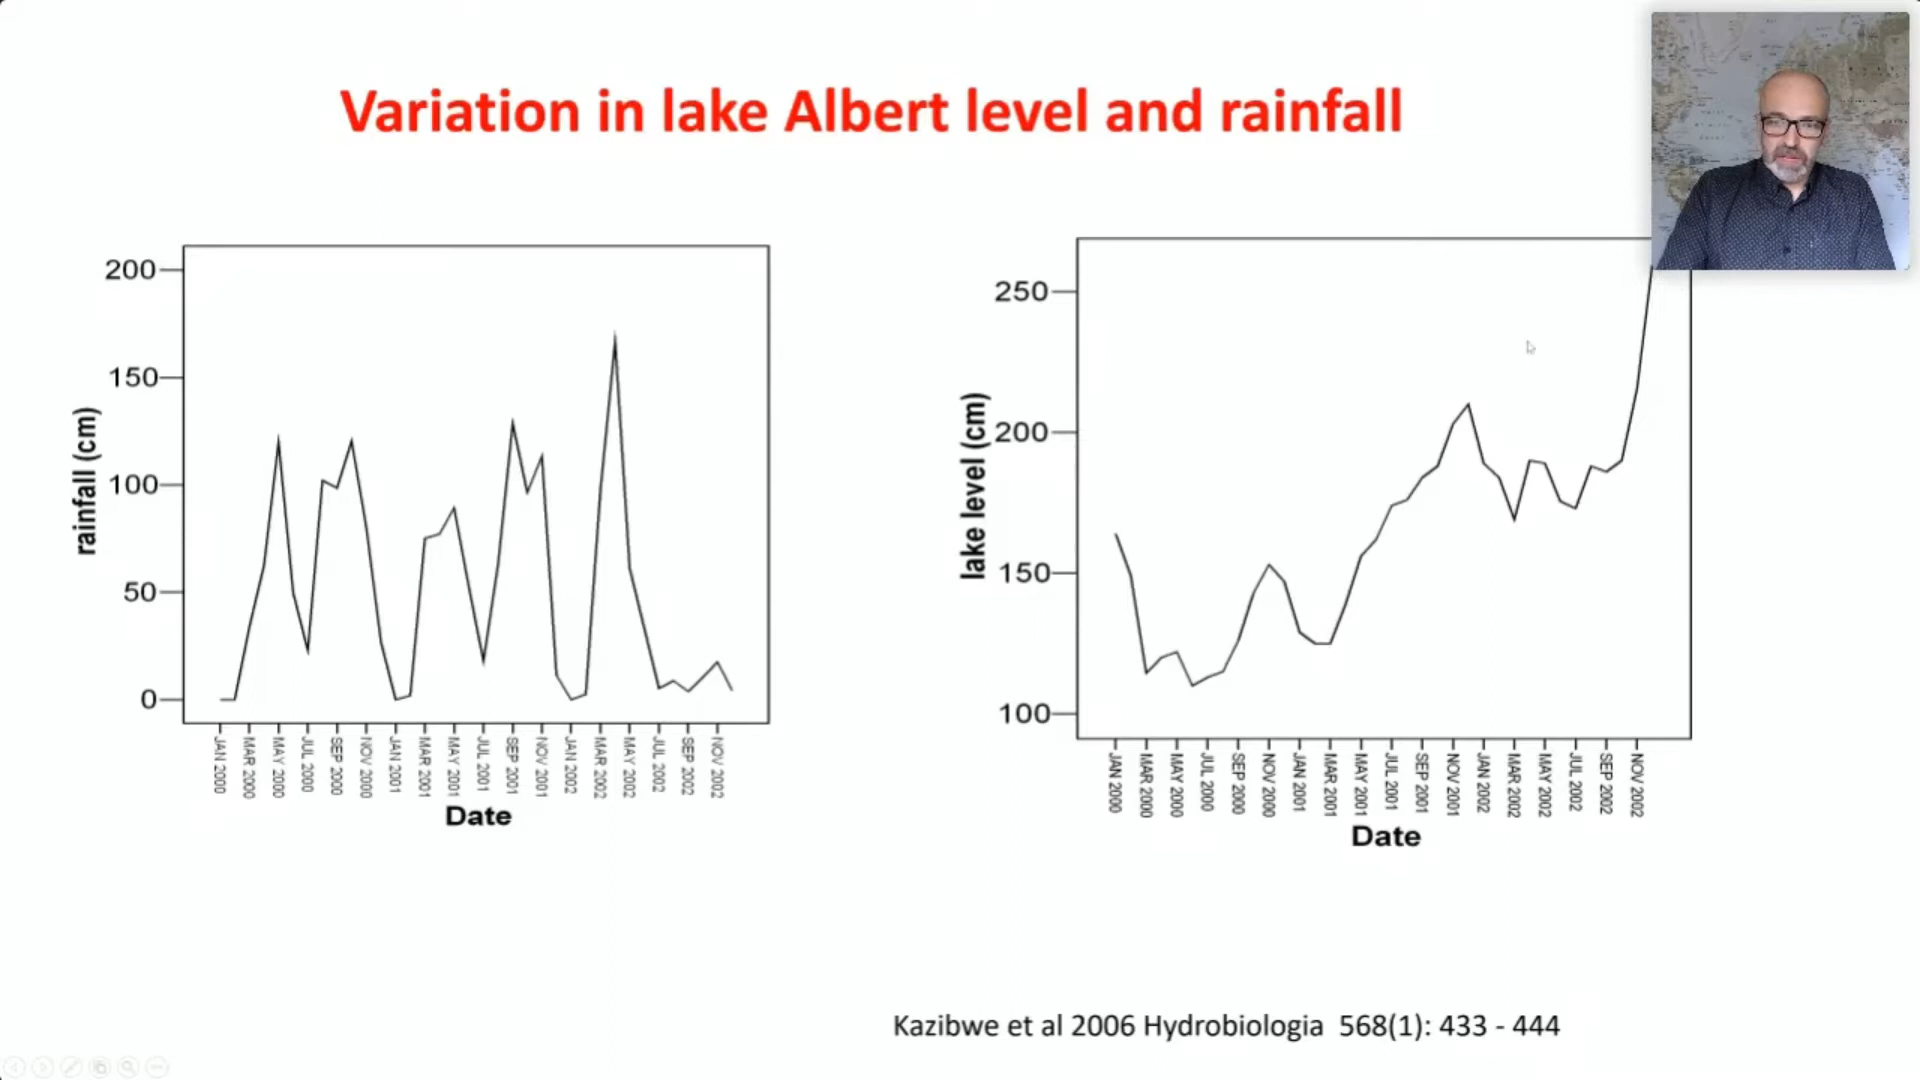 Variation in lake Albert level and rainfall
200
150
100
50
0
rainfall (cm)
JAN 2000
MAR 2000
MAY 2000
JUL 2000
SEP 2000
NOV 2000
JAN 2001
MAR 2001
MAY 2001
JUL 2001
SEP 2001
NOV 2001
JAN 2002
MAR 2002
MAY 2002
JUL 2002
SEP 2002
NOV 2002
Date
250
200
150
100
lake level (cm)
JAN 2000
MAR 2000
MAY 2000
JUL 2000
SEP 2000
NOV 2000
JAN 2001
MAR 2001
MAY 2001
JUL 2001
SEP 2001
NOV 2001
JAN 2002
MAR 2002
MAY 2002
JUL 2002
SEP 2002
NOV 2002
Date
Kazibwe et al 2006 Hydrobiologia 568(1): 433 - 444